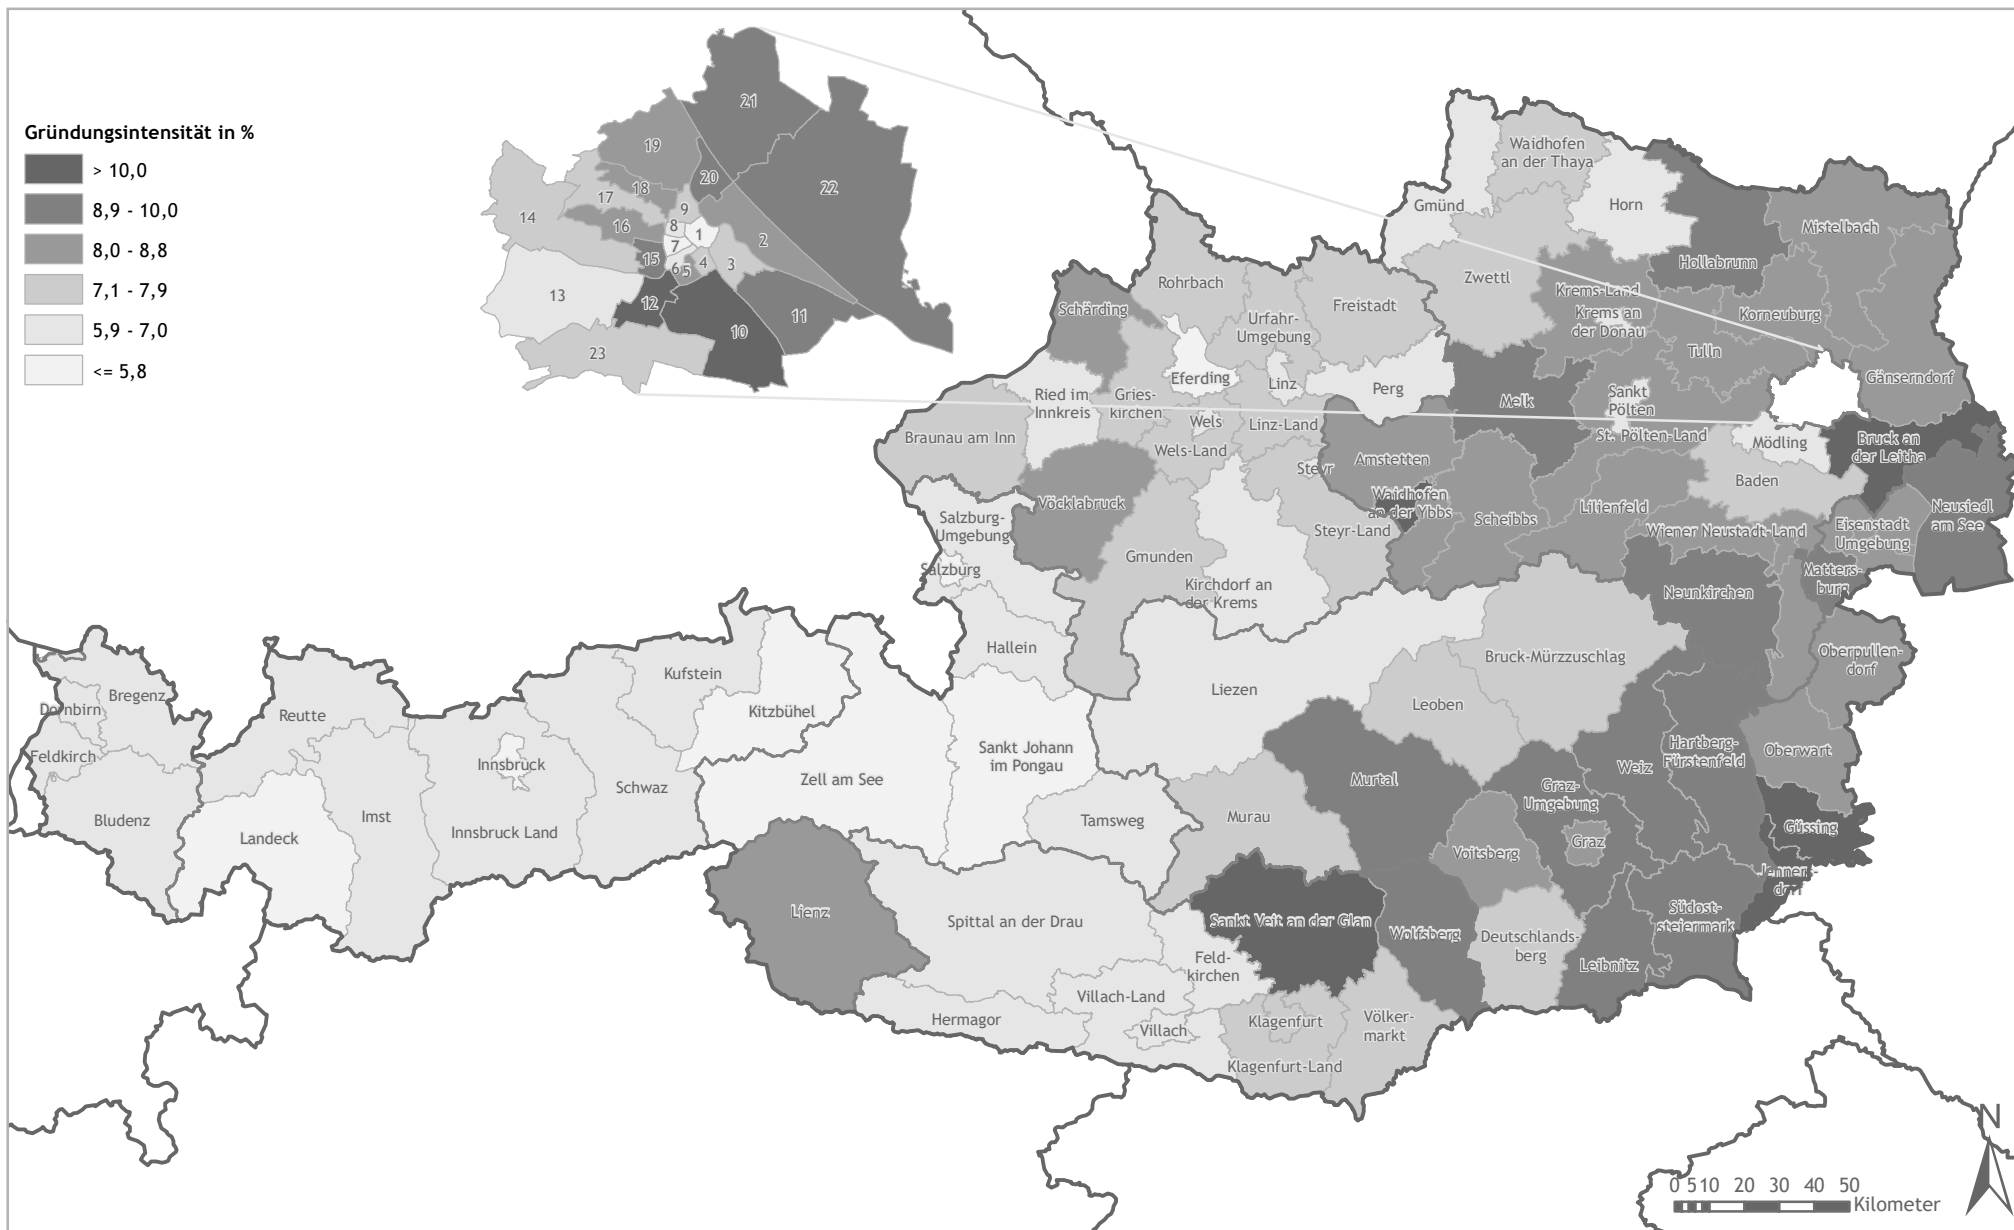 Gründungsintensität in %
> 10,0
8,9 - 10,0
8,0 - 8,8
7,1 - 7,9
5,9 - 7,0
<= 5,8
21
19
20
22
18
17
9
14
16
8
1
2
7
15
4
3
6
5
13
12
11
10
23
Waidhofen
an der Thaya
Gmünd
Horn
Mistelbach
Hollabrunn
Zwettl
Krems-Land
Krems an
der Donau
Korneuburg
Rohrbach
Schärding
Freistadt
Urfahr-
Umgebung
Tulln
Eferding
Linz
Perg
Gänserndorf
Ried im
Innkreis
Gries-
kirchen
Melk
Sankt
Pölten
Wels
Linz-Land
St. Pölten-Land
Mödling
Bruck an
der Leitha
Braunau am Inn
Wels-Land
Steyr
Amstetten
Baden
Vöcklabruck
Waidhofen
an der Ybbs
Scheibbs
Lilienfeld
Neusiedl
am See
Salzburg-
Umgebung
Steyr-Land
Wiener Neustadt-Land
Eisenstadt
Umgebung
Gmunden
Salzburg
Kirchdorf an
der Krems
Matters-
burg
Neunkirchen
Hallein
Kufstein
Bruck-Mürzzuschlag
Oberpullen-
dorf
Bregenz
Dornbirn
Reutte
Kitzbühel
Liezen
Leoben
Feldkirch
Innsbruck
Sankt Johann
im Pongau
Hartberg-
Fürstenfeld
Oberwart
Zell am See
Schwaz
Murtal
Weiz
Graz-
Umgebung
Bludenz
Imst
Landeck
Innsbruck Land
Tamsweg
Murau
Güssing
Graz
Voitsberg
Jenners-
dorf
Lienz
Spittal an der Drau
Sankt Veit an der Glan
Wolfsberg
Deutschlands-
berg
Südost-
steiermark
Leibnitz
Feld-
kirchen
Villach-Land
Hermagor
Villach
Klagenfurt
Völker-
markt
Klagenfurt-Land
N
0 5 10 20 30 40 50
Kilometer